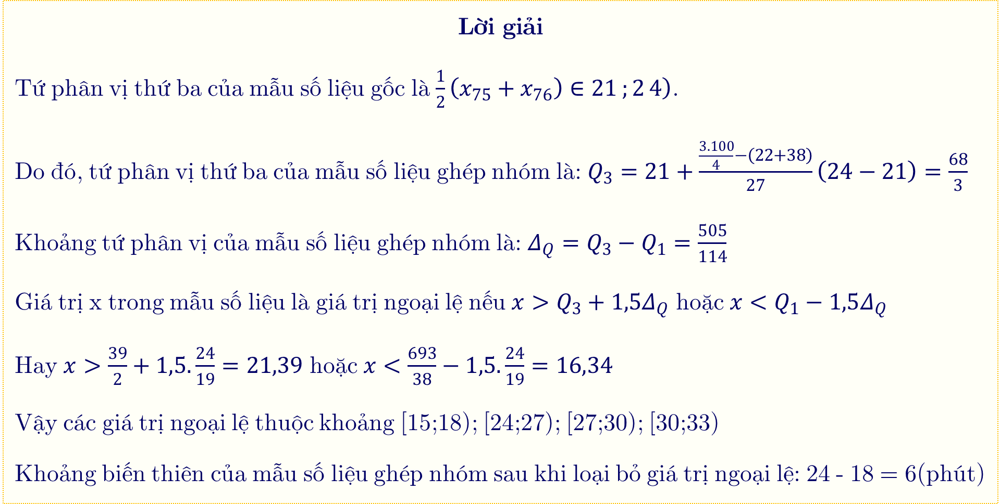 Lời giải
Tứ phân vị thứ ba của mẫu số liệu gốc là $\frac{1}{2}(x_{75} + x_{76}) \in 21 ; 2 4)$.
Do đó, tứ phân vị thứ ba của mẫu số liệu ghép nhóm là: $Q_3 = 21 + \frac{\frac{3.100}{4} - (22+38)}{27}(24 - 21) = \frac{68}{3}$
Khoảng tứ phân vị của mẫu số liệu ghép nhóm là: $\Delta_Q = Q_3 - Q_1 = \frac{505}{114}$
Giá trị x trong mẫu số liệu là giá trị ngoại lệ nếu $x > Q_3 + 1,5\Delta_Q$ hoặc $x < Q_1 - 1,5\Delta_Q$
Hay $x > \frac{39}{2} + 1,5.\frac{24}{19} = 21,39$ hoặc $x < \frac{693}{38} - 1,5.\frac{24}{19} = 16,34$
Vậy các giá trị ngoại lệ thuộc khoảng [15;18); [24;27); [27;30); [30;33)
Khoảng biến thiên của mẫu số liệu ghép nhóm sau khi loại bỏ giá trị ngoại lệ: 24 - 18 = 6(phút)